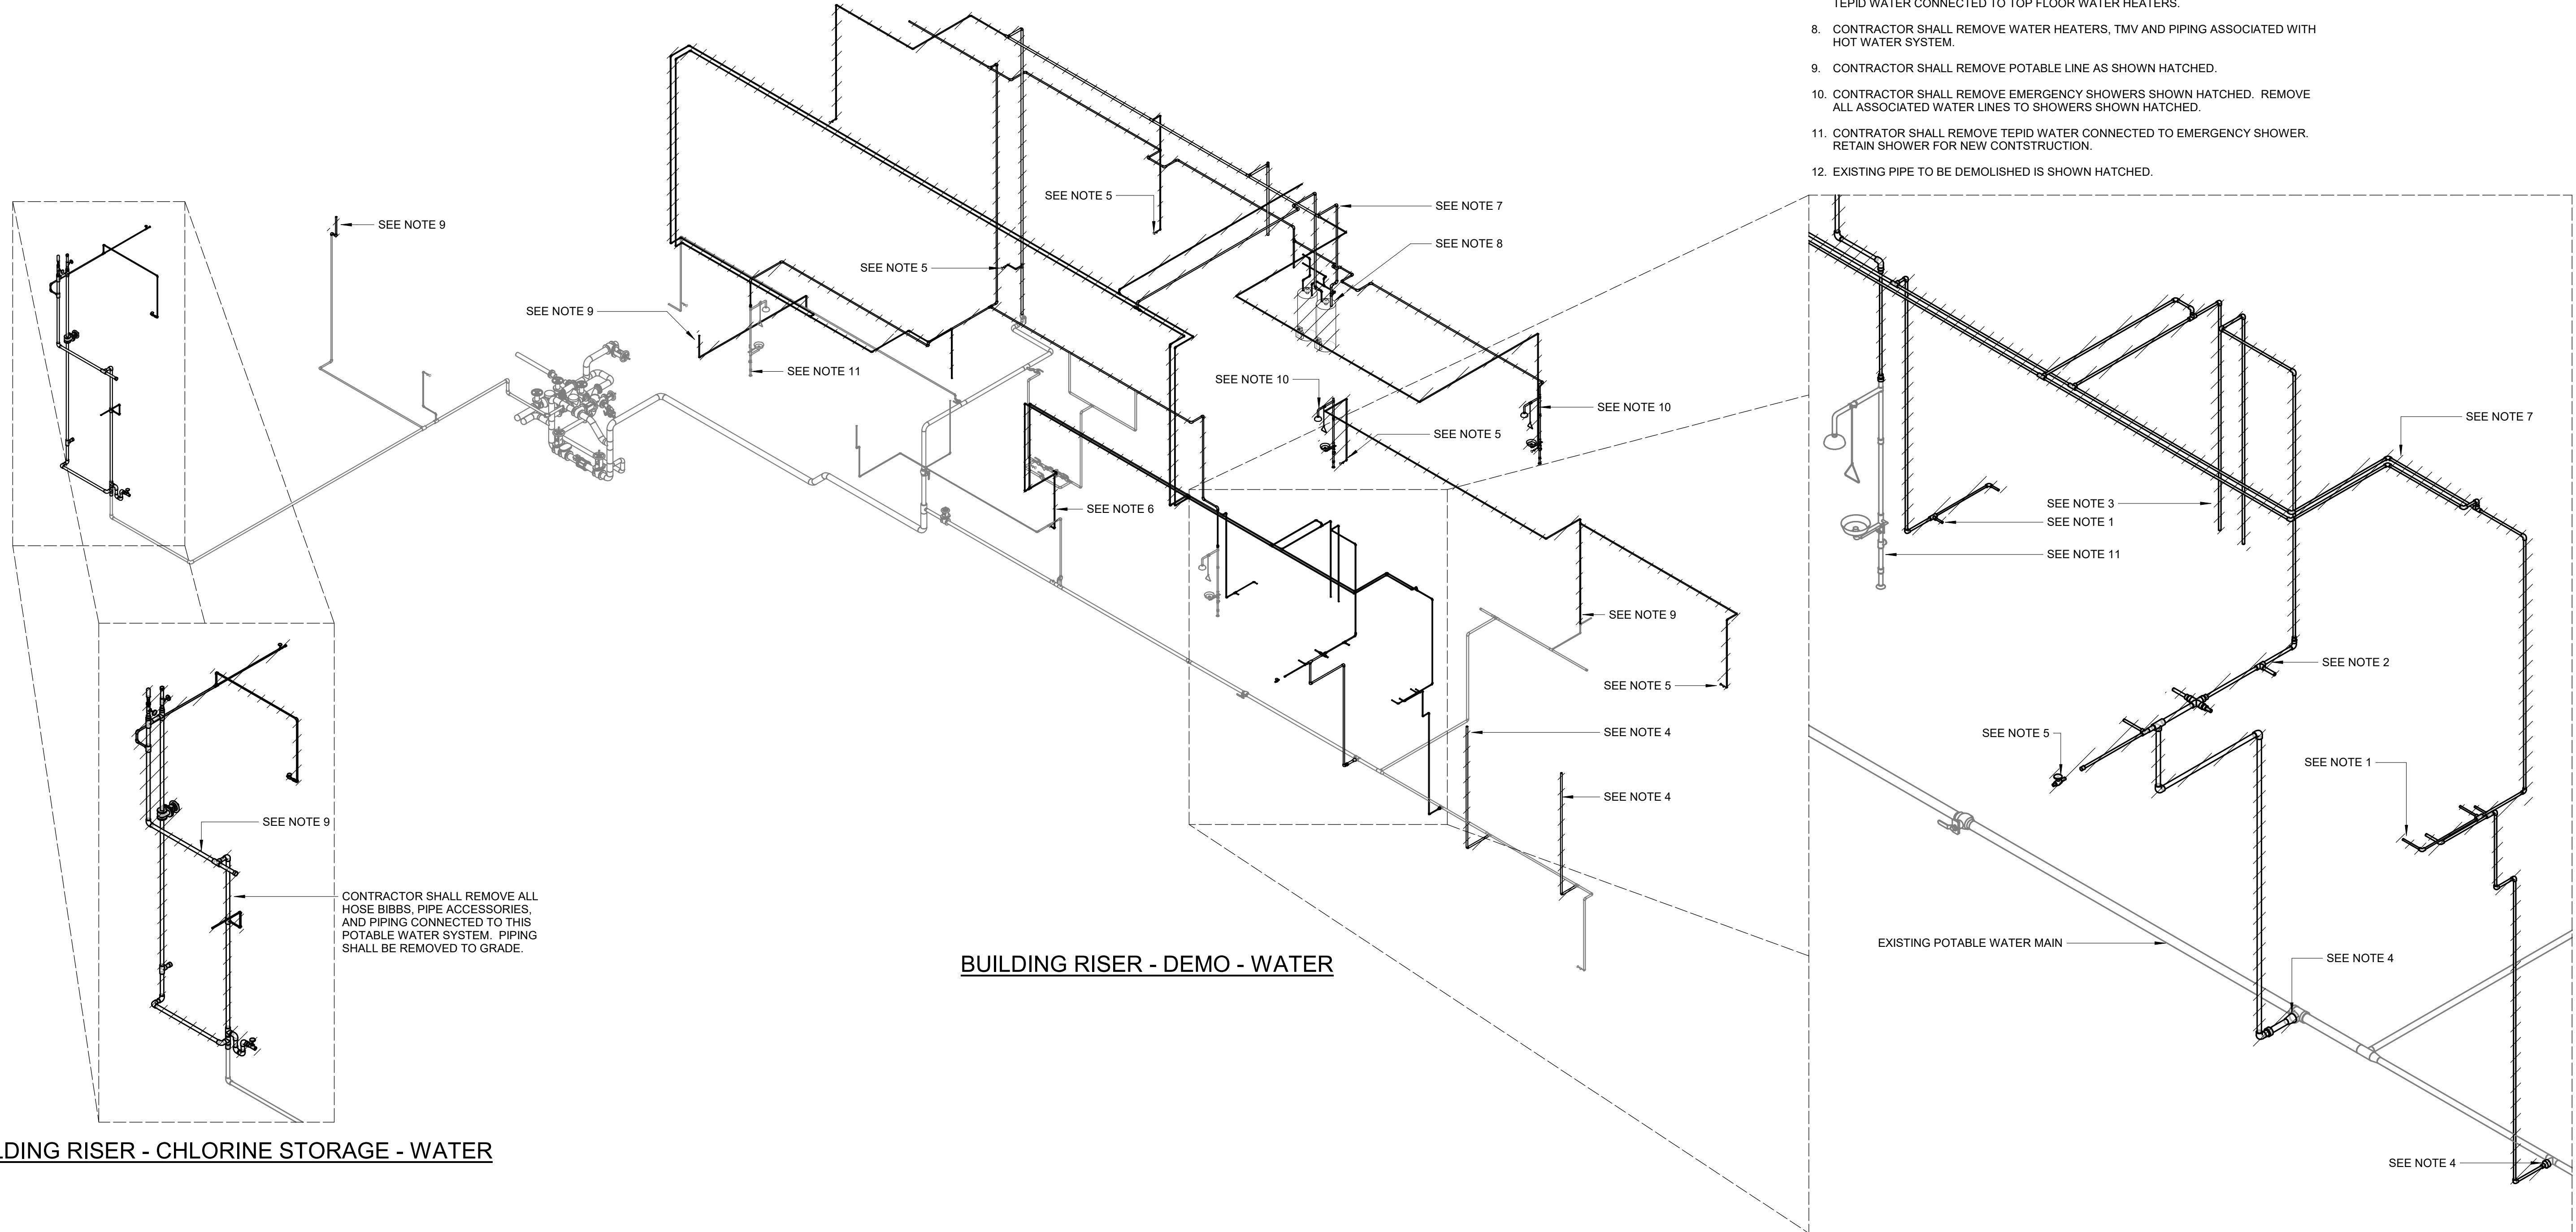 TEPID WATER CONNECTED TO TOP FLOOR WATER HEATERS.
8. CONTRACTOR SHALL REMOVE WATER HEATERS, TMV AND PIPING ASSOCIATED WITH
HOT WATER SYSTEM.
9. CONTRACTOR SHALL REMOVE POTABLE LINE AS SHOWN HATCHED.
10. CONTRACTOR SHALL REMOVE EMERGENCY SHOWERS SHOWN HATCHED. REMOVE
ALL ASSOCIATED WATER LINES TO SHOWERS SHOWN HATCHED.
11. CONTRATOR SHALL REMOVE TEPID WATER CONNECTED TO EMERGENCY SHOWER.
RETAIN SHOWER FOR NEW CONTSTRUCTION.
12. EXISTING PIPE TO BE DEMOLISHED IS SHOWN HATCHED.
SEE NOTE 9
SEE NOTE 5
SEE NOTE 7
SEE NOTE 8
SEE NOTE 5
SEE NOTE 9
SEE NOTE 11
SEE NOTE 10
SEE NOTE 10
SEE NOTE 5
SEE NOTE 6
SEE NOTE 9
SEE NOTE 5
SEE NOTE 4
SEE NOTE 4
SEE NOTE 9
CONTRACTOR SHALL REMOVE ALL
HOSE BIBBS, PIPE ACCESSORIES,
AND PIPING CONNECTED TO THIS
POTABLE WATER SYSTEM. PIPING
SHALL BE REMOVED TO GRADE.
BUILDING RISER - DEMO - WATER
LDING RISER - CHLORINE STORAGE - WATER
SEE NOTE 7
SEE NOTE 3
SEE NOTE 1
SEE NOTE 11
SEE NOTE 2
SEE NOTE 5
SEE NOTE 1
EXISTING POTABLE WATER MAIN
SEE NOTE 4
SEE NOTE 4